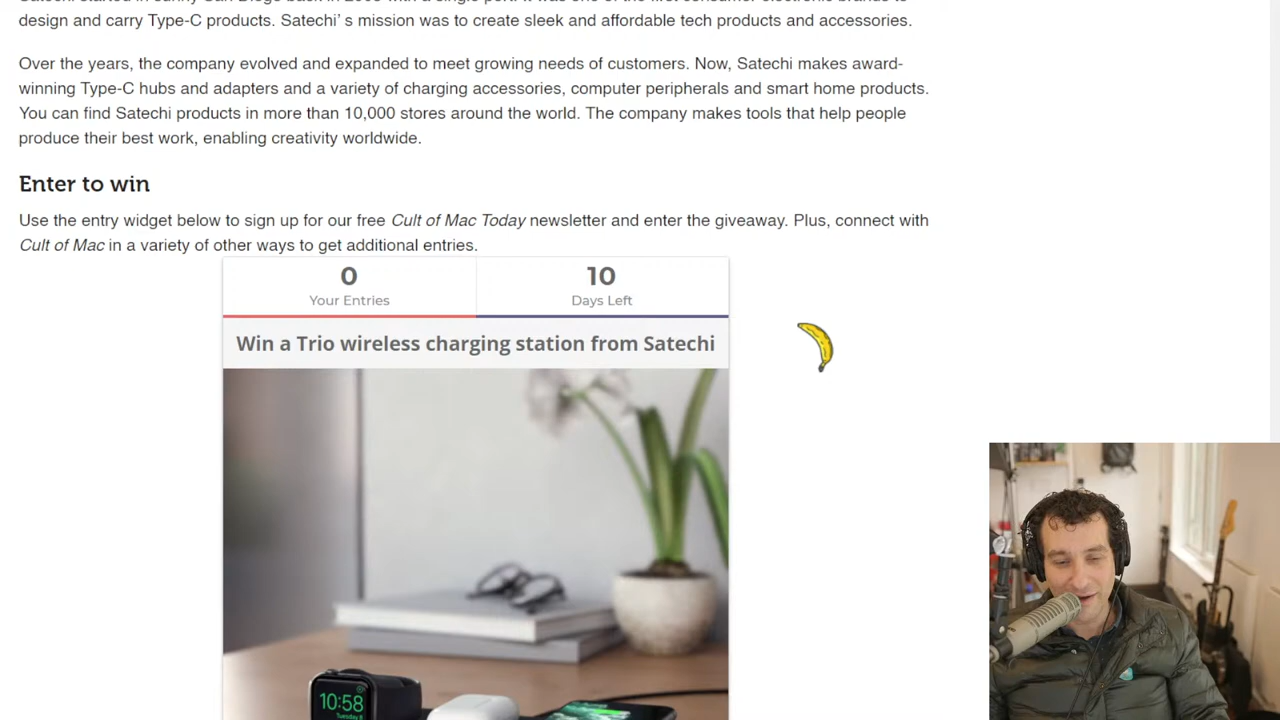 design and carry Type-C products. Satechi’ s mission was to create sleek and affordable tech products and accessories.
Over the years, the company evolved and expanded to meet growing needs of customers. Now, Satechi makes award-
winning Type-C hubs and adapters and a variety of charging accessories, computer peripherals and smart home products.
You can find Satechi products in more than 10,000 stores around the world. The company makes tools that help people
produce their best work, enabling creativity worldwide.
Enter to win
Use the entry widget below to sign up for our free Cult of Mac Today newsletter and enter the giveaway. Plus, connect with
Cult of Mac in a variety of other ways to get additional entries.
0
Your Entries
10
Days Left
Win a Trio wireless charging station from Satechi
10:58
Tuesday 8